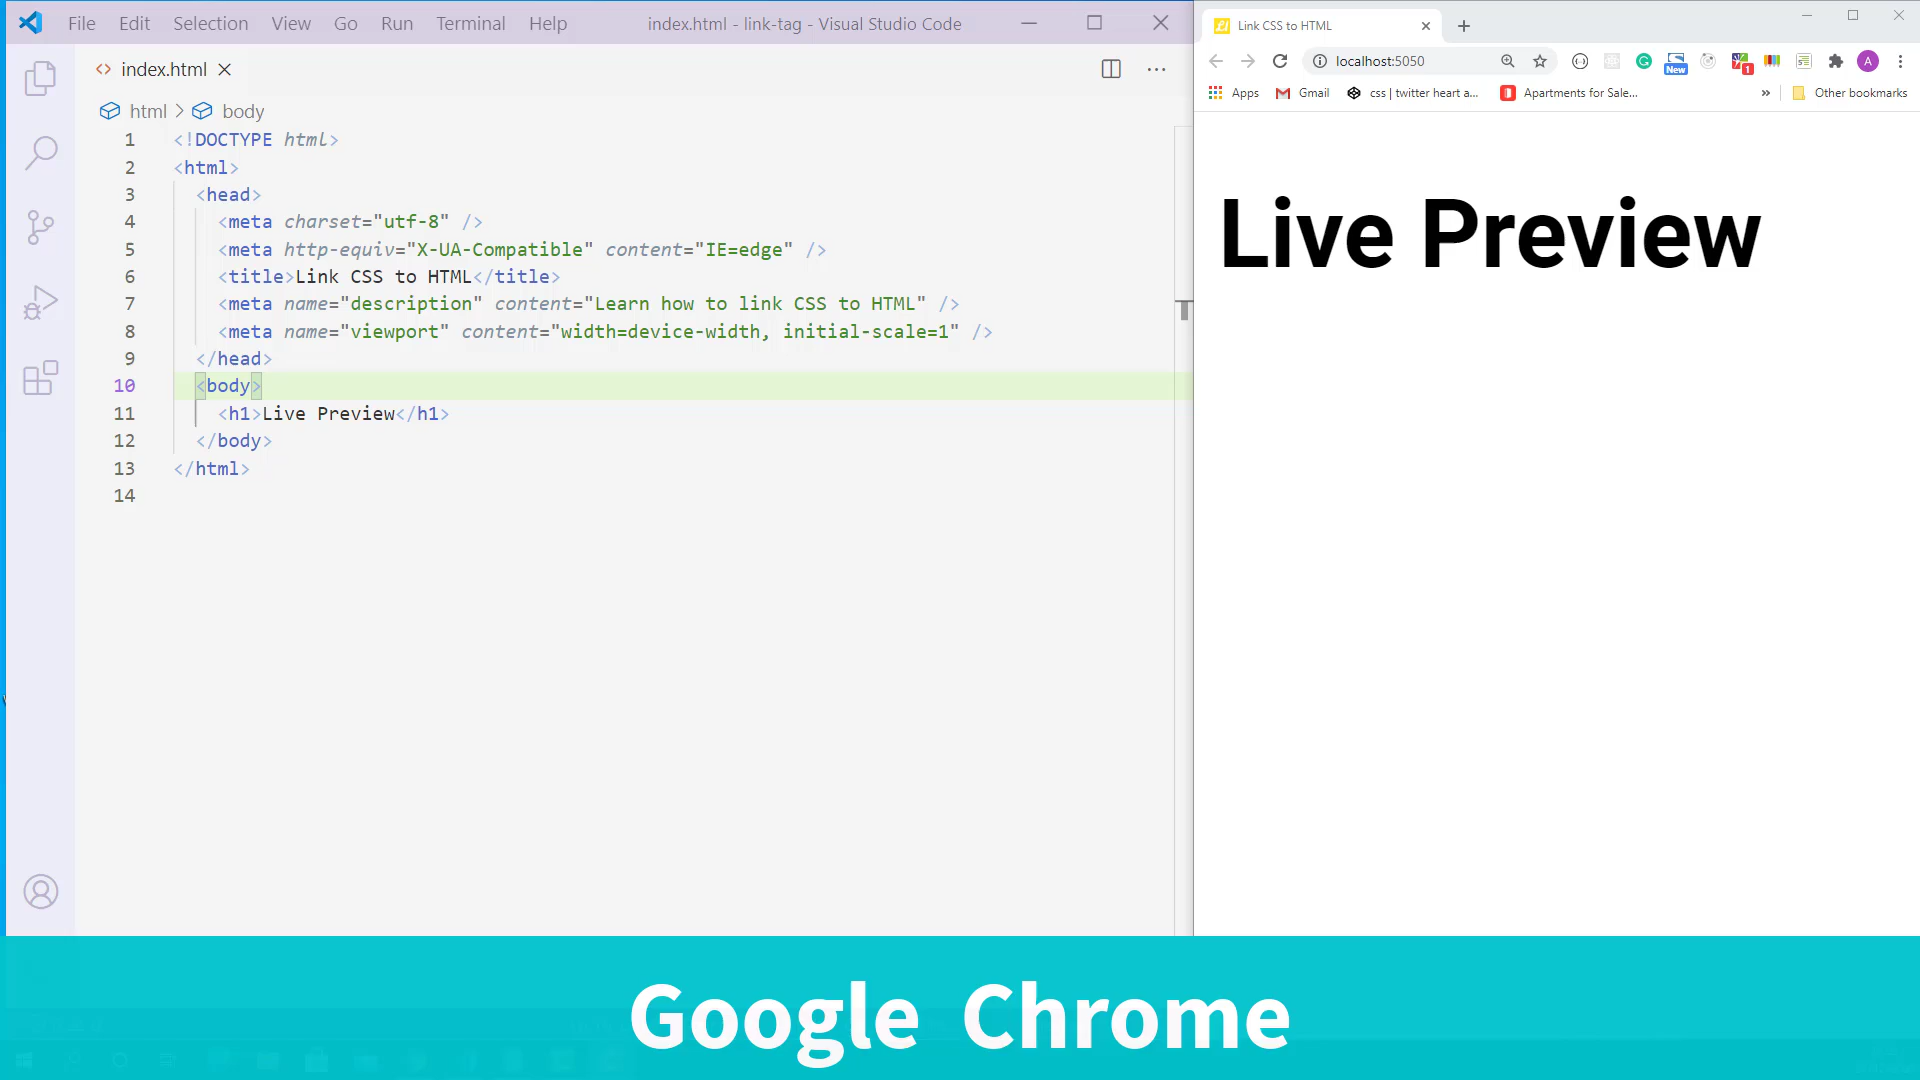 File Edit Selection View Go Run Terminal Help index.html - link-tag - Visual Studio Code
index.html
html > body
1 <!DOCTYPE html>
2 <html>
3 <head>
4 <meta charset="utf-8" />
5 <meta http-equiv="X-UA-Compatible" content="IE=edge" />
6 <title>Link CSS to HTML</title>
7 <meta name="description" content="Learn how to link CSS to HTML" />
8 <meta name="viewport" content="width=device-width, initial-scale=1" />
9 </head>
10 <body>
11 <h1>Live Preview</h1>
12 </body>
13 </html>
14
Link CSS to HTML
localhost:5050
New
1
A
Apps Gmail css | twitter heart a... Apartments for Sale... » Other bookmarks
Live Preview
Google Chrome